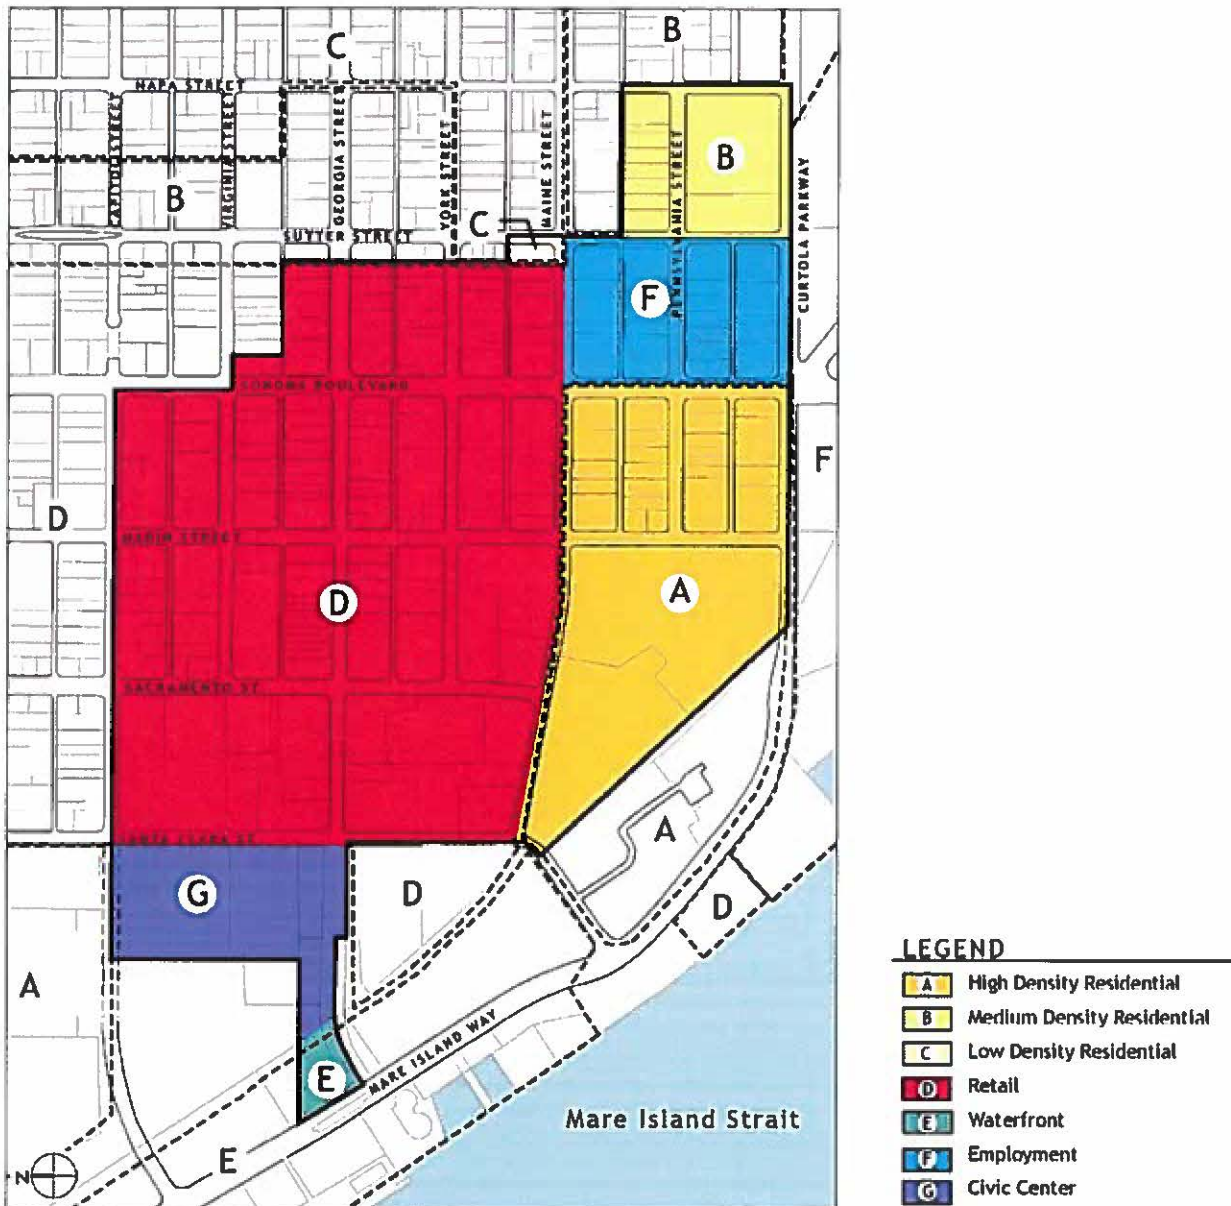 C
B
NAPA STREET
CAPITOL STREET
VIRGINIA STREET
GEORGIA STREET
YORK STREET
MAINE STREET
PENNSYLVANIA STREET
CURTOLA PARKWAY
B
B
C
SUTTER STREET
F
SONOMA BOULEVARD
F
D
MARIN STREET
D
A
SACRAMENTO ST.
SANTA CLARA ST.
A
G
D
D
A
MARE ISLAND WAY
E
Mare Island Strait
E
N
LEGEND
A High Density Residential
B Medium Density Residential
C Low Density Residential
D Retail
E Waterfront
F Employment
G Civic Center